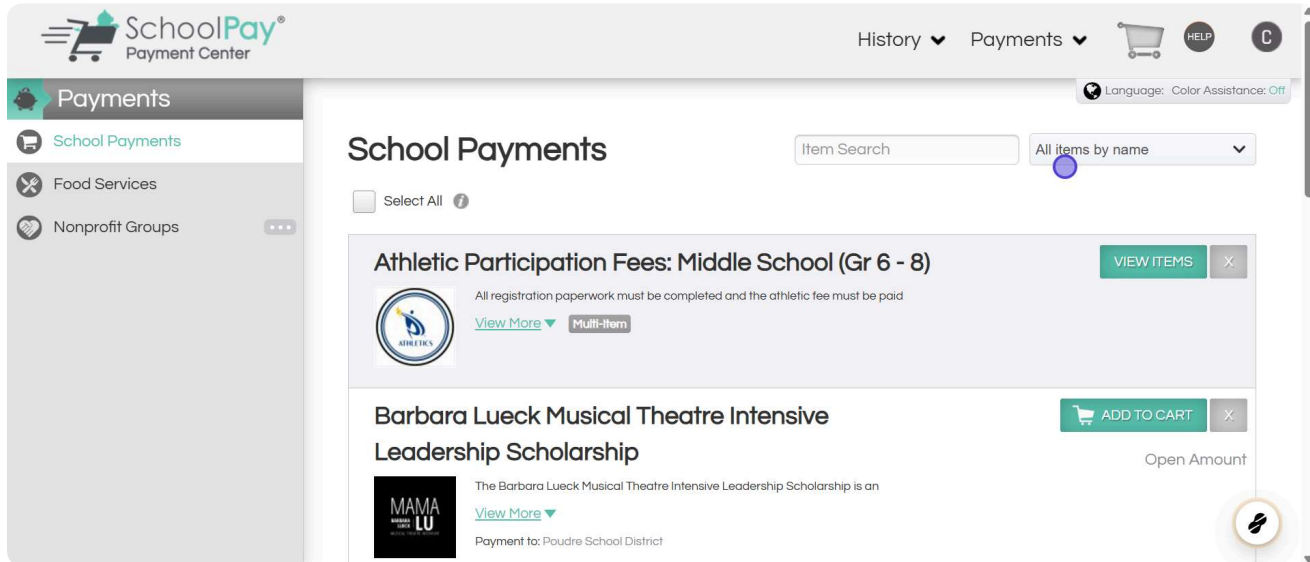 SchoolPay®
Payment Center
History
Payments
HELP
C
Payments
Language: Color Assistance: Off
School Payments
Food Services
Nonprofit Groups
School Payments
Item Search
All items by name
Select All
i
Athletic Participation Fees: Middle School (Gr 6 - 8)
VIEW ITEMS X
ATHLETICS
All registration paperwork must be completed and the athletic fee must be paid
View More Multi-Item
Barbara Lueck Musical Theatre Intensive
Leadership Scholarship
ADD TO CART X
Open Amount
MAMA
BARBARA
LUECK
LU
The Barbara Lueck Musical Theatre Intensive Leadership Scholarship is an
View More
Payment to: Poudre School District